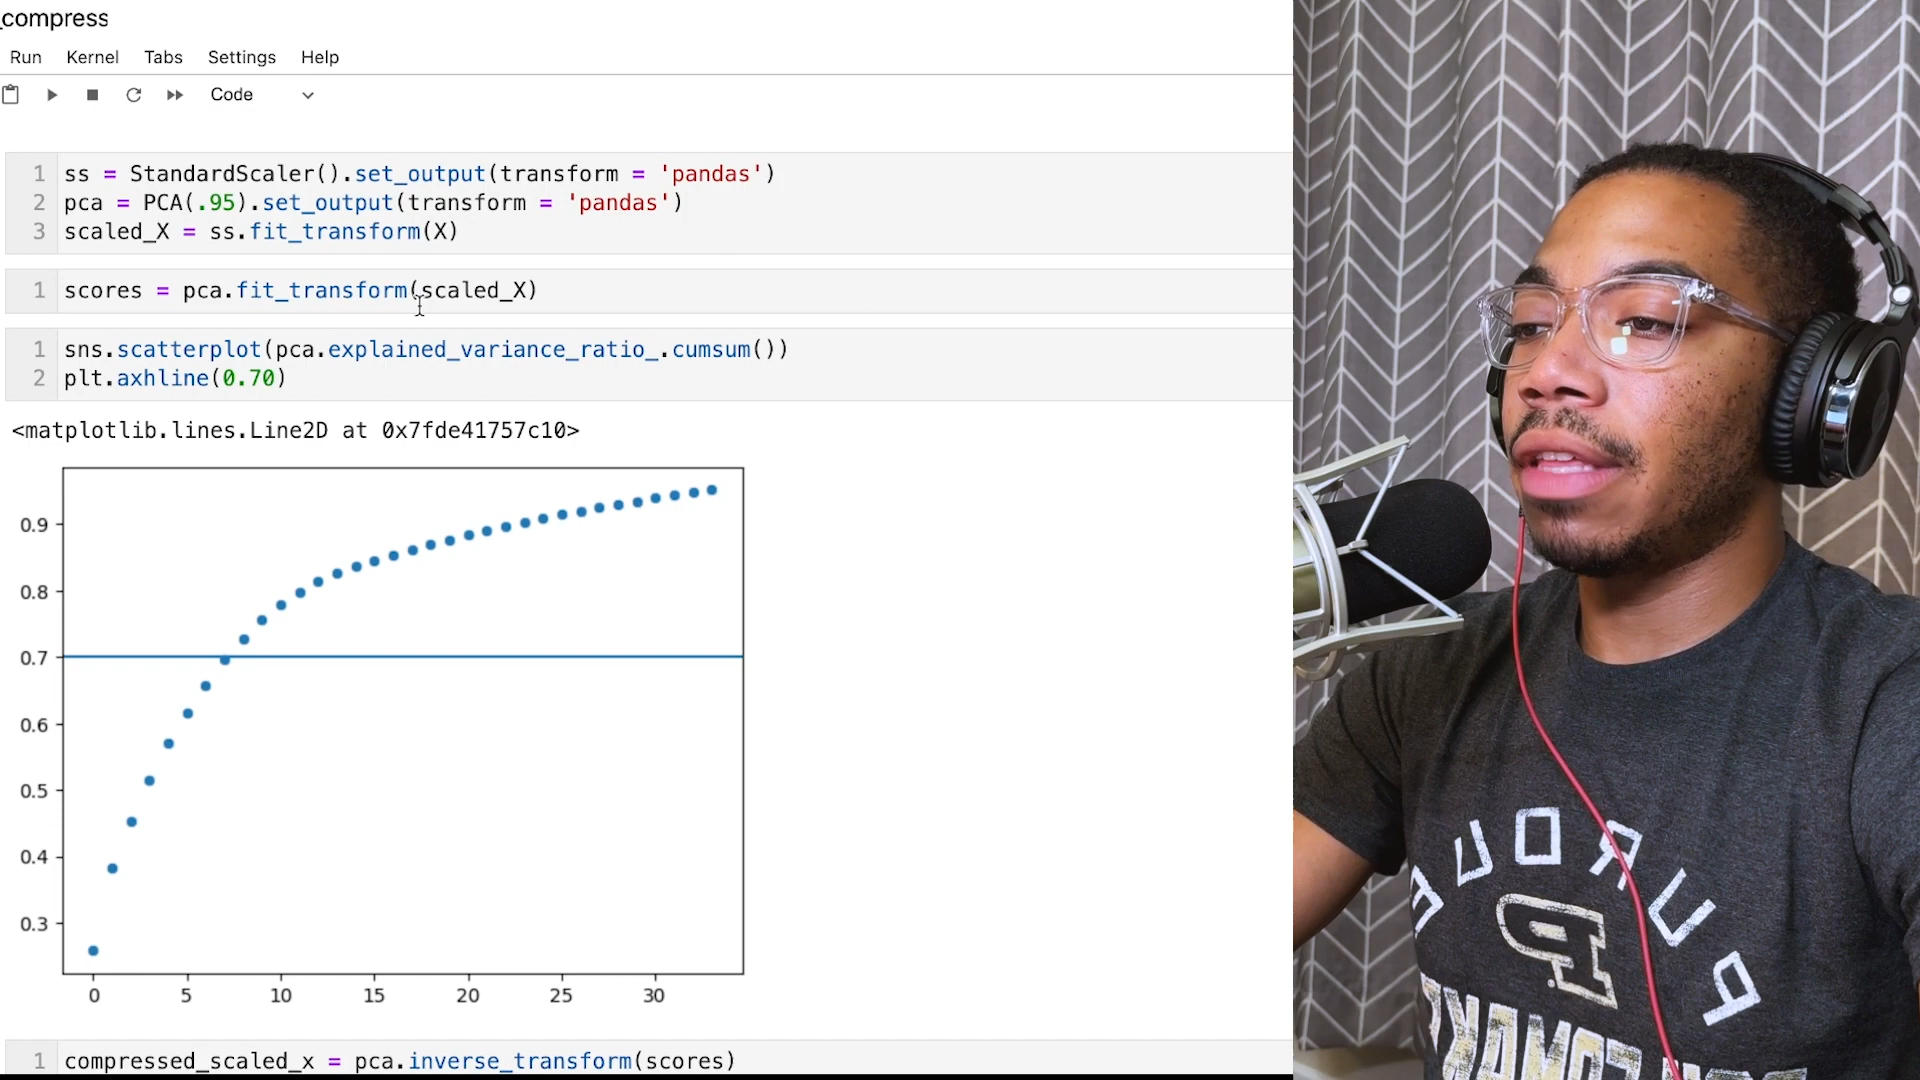 _compress
Run Kernel Tabs Settings Help
Code
1 ss = StandardScaler().set_output(transform = 'pandas')
2 pca = PCA(.95).set_output(transform = 'pandas')
3 scaled_X = ss.fit_transform(X)
1 scores = pca.fit_transform(scaled_X)
1 sns.scatterplot(pca.explained_variance_ratio_.cumsum())
2 plt.axhline(0.70)
<matplotlib.lines.Line2D at 0x7fde41757c10>
0.9
0.8
0.7
0.6
0.5
0.4
0.3
0 5 10 15 20 25 30
1 compressed_scaled_x = pca.inverse_transform(scores)
PURDUE
P